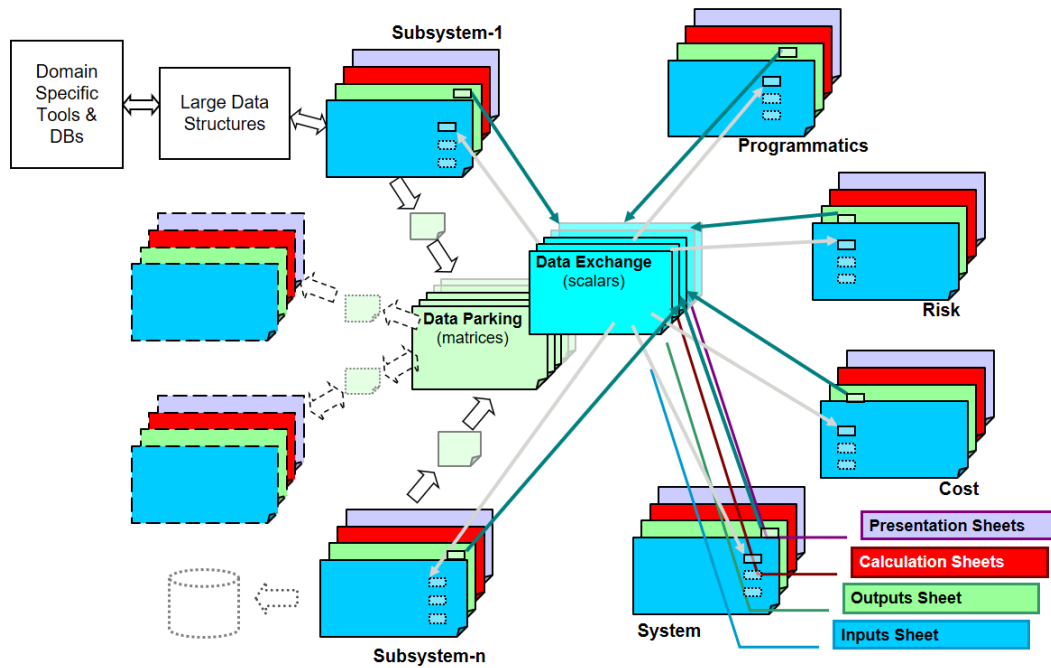 Subsystem-1
Domain
Specific
Tools &
DBs
Large Data
Structures
Programmatics
Data Exchange
(scalars)
Risk
Data Parking
(matrices)
Cost
Presentation Sheets
Calculation Sheets
Outputs Sheet
Inputs Sheet
System
Subsystem-n